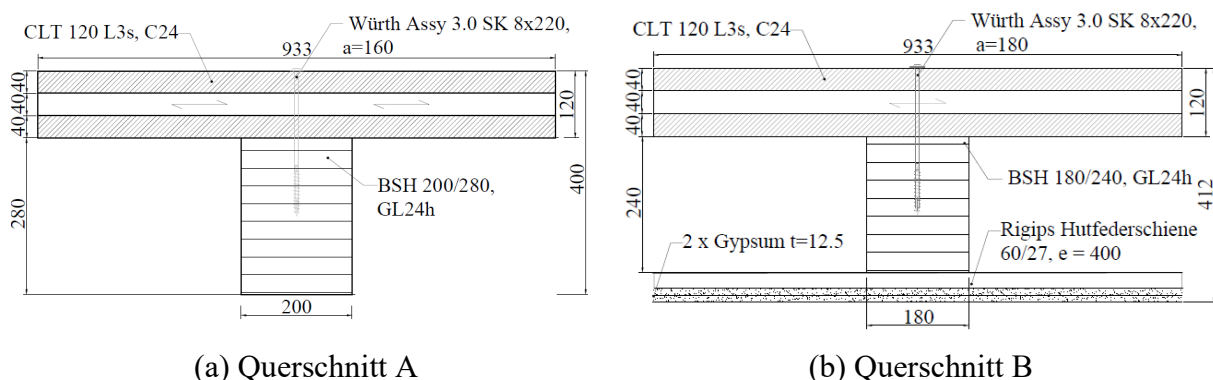 CLT 120 L3s, C24
Würth Assy 3.0 SK 8x220,
a=160
933
40
40
40
120
280
400
BSH 200/280,
GL24h
200
(a) Querschnitt A
CLT 120 L3s, C24
Würth Assy 3.0 SK 8x220,
a=180
933
40
40
40
120
240
412
BSH 180/240, GL24h
2 x Gypsum t=12.5
Rigips Hutfederschiene
60/27, e = 400
180
(b) Querschnitt B